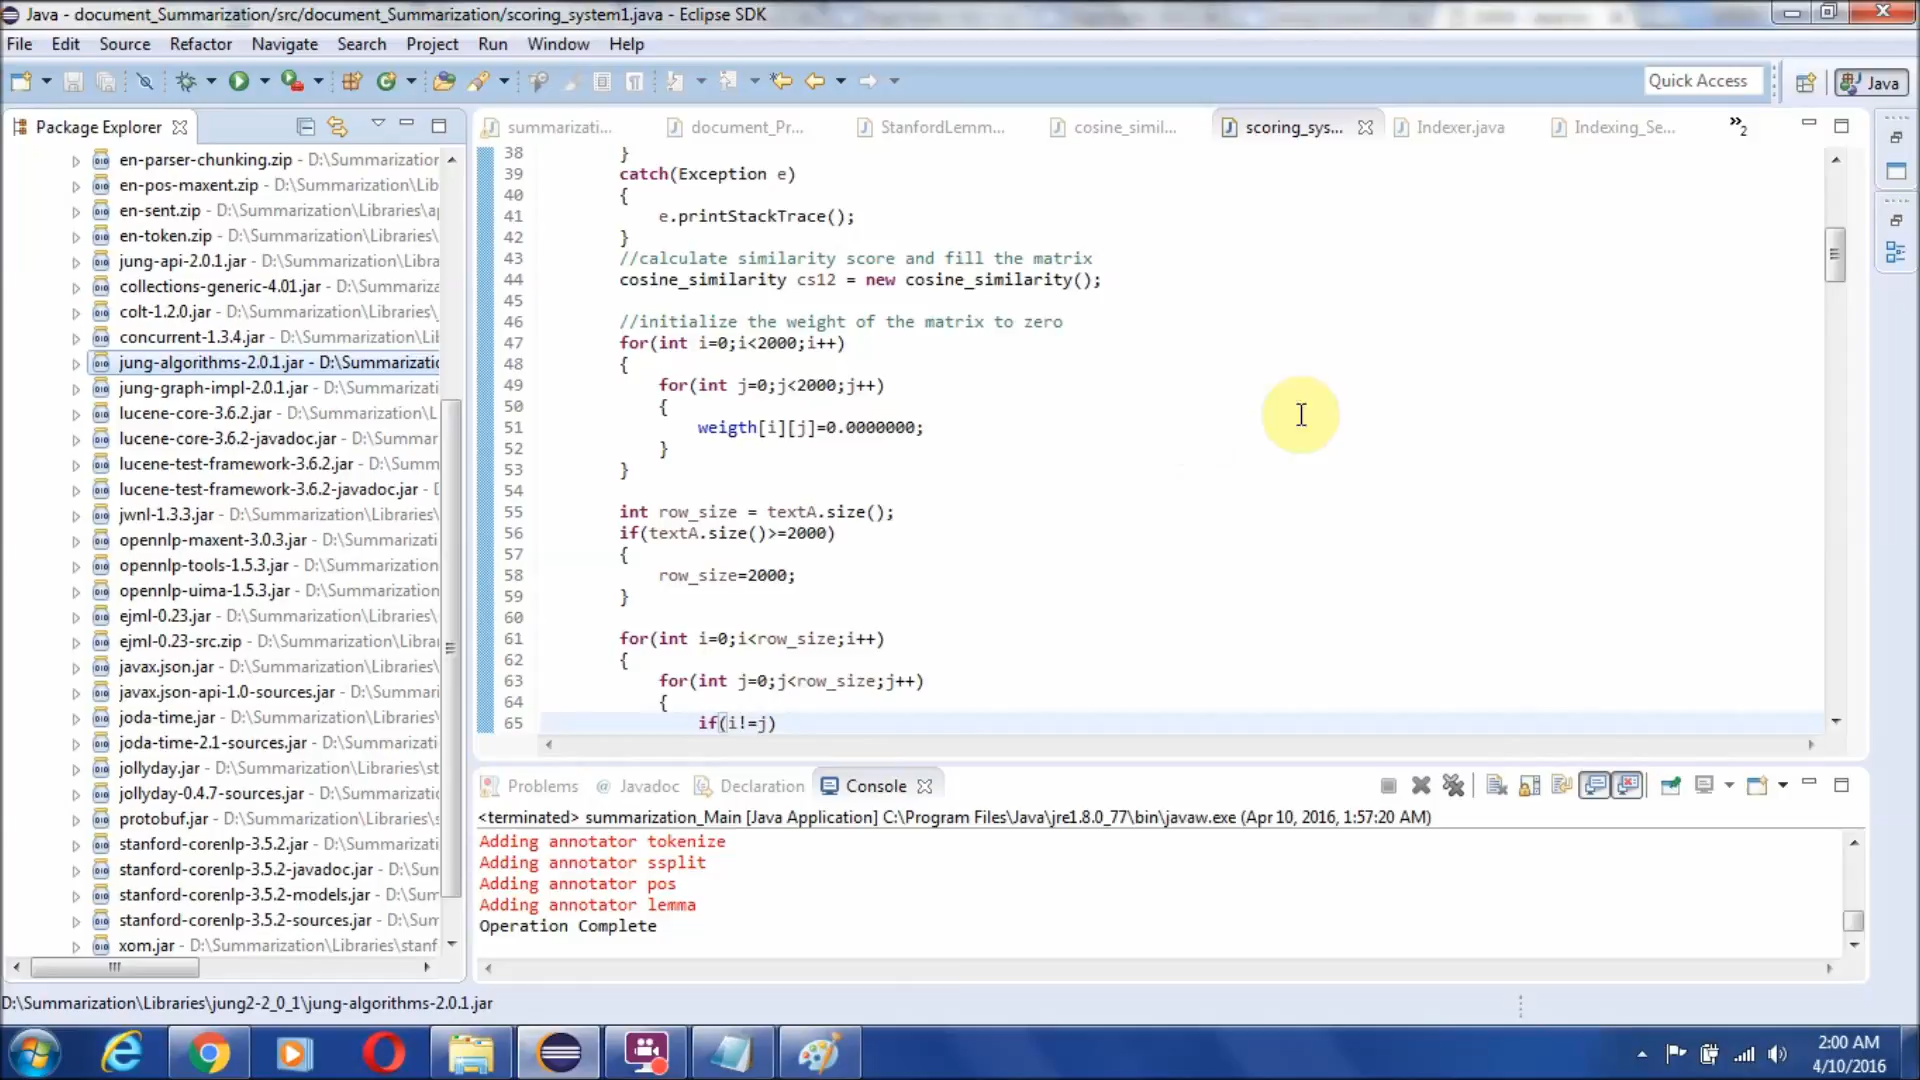 Java - document_Summarization/src/document_Summarization/scoring_system1.java - Eclipse SDK
File Edit Source Refactor Navigate Search Project Run Window Help
Quick Access
Java
Package Explorer
en-parser-chunking.zip - D:\Summarization
en-pos-maxent.zip - D:\Summarization\Lib
en-sent.zip - D:\Summarization\Libraries\a
en-token.zip - D:\Summarization\Libraries\
jung-api-2.0.1.jar - D:\Summarization\Libra
collections-generic-4.01.jar - D:\Summariza
colt-1.2.0.jar - D:\Summarization\Libraries\
concurrent-1.3.4.jar - D:\Summarization\Li
jung-algorithms-2.0.1.jar - D:\Summarizatic
jung-graph-impl-2.0.1.jar - D:\Summarizati
lucene-core-3.6.2.jar - D:\Summarization\L
lucene-core-3.6.2-javadoc.jar - D:\Summari
lucene-test-framework-3.6.2.jar - D:\Summ
lucene-test-framework-3.6.2-javadoc.jar - 
jwnl-1.3.3.jar - D:\Summarization\Libraries\
opennlp-maxent-3.0.3.jar - D:\Summarizati
opennlp-tools-1.5.3.jar - D:\Summarization
opennlp-uima-1.5.3.jar - D:\Summarization
ejml-0.23.jar - D:\Summarization\Libraries\
ejml-0.23-src.zip - D:\Summarization\Libra
javax.json.jar - D:\Summarization\Libraries\
javax.json-api-1.0-sources.jar - D:\Summar
joda-time.jar - D:\Summarization\Libraries\
joda-time-2.1-sources.jar - D:\Summarizati
jollyday.jar - D:\Summarization\Libraries\st
jollyday-0.4.7-sources.jar - D:\Summarizati
protobuf.jar - D:\Summarization\Libraries\s
stanford-corenlp-3.5.2.jar - D:\Summarizat
stanford-corenlp-3.5.2-javadoc.jar - D:\Sum
stanford-corenlp-3.5.2-models.jar - D:\Sum
stanford-corenlp-3.5.2-sources.jar - D:\Sum
xom.jar - D:\Summarization\Libraries\stanf
summarizati... document_Pr... StanfordLemm... cosine_simil... scoring_sys... Indexer.java Indexing_Se... »2
38 }
39 catch(Exception e)
40 {
41 e.printStackTrace();
42 }
43 //calculate similarity score and fill the matrix
44 cosine_similarity cs12 = new cosine_similarity();
45
46 //initialize the weight of the matrix to zero
47 for(int i=0;i<2000;i++)
48 {
49 for(int j=0;j<2000;j++)
50 {
51 weigth[i][j]=0.0000000;
52 }
53 }
54
55 int row_size = textA.size();
56 if(textA.size()>=2000)
57 {
58 row_size=2000;
59 }
60
61 for(int i=0;i<row_size;i++)
62 {
63 for(int j=0;j<row_size;j++)
64 {
65 if(i!=j)
Problems @ Javadoc Declaration Console
<terminated> summarization_Main [Java Application] C:\Program Files\Java\jre1.8.0_77\bin\javaw.exe (Apr 10, 2016, 1:57:20 AM)
Adding annotator tokenize
Adding annotator ssplit
Adding annotator pos
Adding annotator lemma
Operation Complete
D:\Summarization\Libraries\jung2-2_0_1\jung-algorithms-2.0.1.jar
2:00 AM
4/10/2016